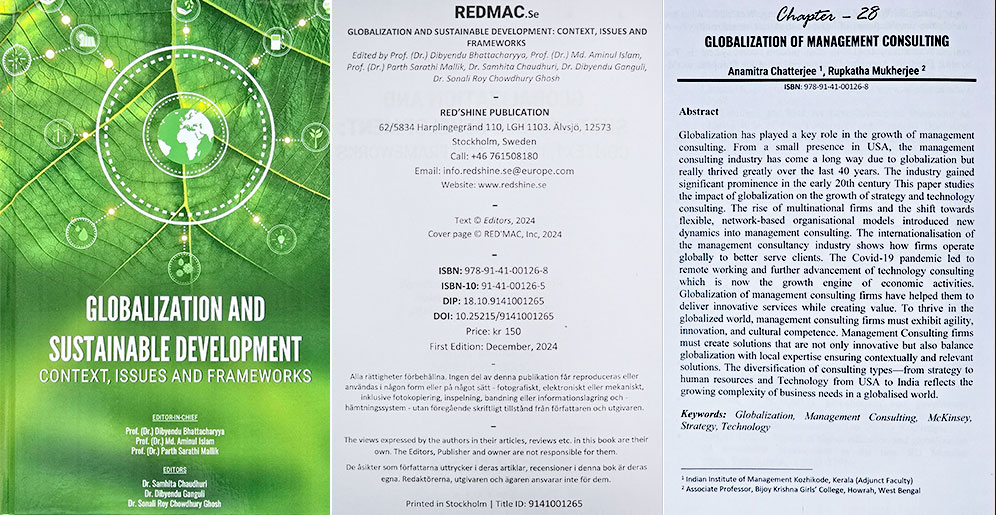 GLOBALIZATION AND
SUSTAINABLE DEVELOPMENT
CONTEXT, ISSUES AND FRAMEWORKS
EDITOR-IN-CHIEF
Prof. (Dr.) Dibyendu Bhattacharyya
Prof. (Dr.) Md. Aminul Islam
Prof. (Dr.) Parth Sarathi Mallik
EDITORS
Dr. Samhita Chaudhuri
Dr. Dibyendu Ganguli
Dr. Sonali Roy Chowdhury Ghosh
REDMAC.Se
GLOBALIZATION AND SUSTAINABLE DEVELOPMENT: CONTEXT, ISSUES AND
FRAMEWORKS
Edited by Prof. (Dr.) Dibyendu Bhattacharyya, Prof. (Dr.) Md. Aminul Islam,
Prof. (Dr.) Parth Sarathi Mallik, Dr. Samhita Chaudhuri, Dr. Dibyendu Ganguli,
Dr. Sonali Roy Chowdhury Ghosh
–
RED'SHINE PUBLICATION
62/5834 Harplingegränd 110, LGH 1103. Älvsjö, 12573
Stockholm, Sweden
Call: +46 761508180
Email: info.redshine.se@europe.com
Website: www.redshine.se
–
Text © Editors, 2024
Cover page © RED'MAC, Inc, 2024
–
ISBN: 978-91-41-00126-8
ISBN-10: 91-41-00126-5
DIP: 18.10.9141001265
DOI: 10.25215/9141001265
Price: kr 150
First Edition: December, 2024
–
Alla rättigheter förbehållna. Ingen del av denna publikation får reproduceras eller
användas i någon form eller på något sätt - fotografiskt, elektroniskt eller mekaniskt,
inklusive fotokopiering, inspelning, bandning eller informationslagring och -
hämtningssystem - utan föregående skriftligt tillstånd från författaren och utgivaren.
–
The views expressed by the authors in their articles, reviews etc. in this book are their
own. The Editors, Publisher and owner are not responsible for them.
De åsikter som författarna uttrycker i deras artiklar, recensioner i denna bok är deras
egna. Redaktörerna, utgivaren och ägaren ansvarar inte för dem.
–
Printed in Stockholm | Title ID: 9141001265
Chapter – 28
GLOBALIZATION OF MANAGEMENT CONSULTING
Anamitra Chatterjee 1, Rupkatha Mukherjee 2
ISBN: 978-91-41-00126-8
Abstract
Globalization has played a key role in the growth of management
consulting. From a small presence in USA, the management
consulting industry has come a long way due to globalization but
really thrived greatly over the last 40 years. The industry gained
significant prominence in the early 20th century This paper studies
the impact of globalization on the growth of strategy and technology
consulting. The rise of multinational firms and the shift towards
flexible, network-based organisational models introduced new
dynamics into management consulting. The internationalisation of
the management consultancy industry shows how firms operate
globally to better serve clients. The Covid-19 pandemic led to
remote working and further advancement of technology consulting
which is now the growth engine of economic activities.
Globalization of management consulting firms have helped them to
deliver innovative services while creating value. To thrive in the
globalized world, management consulting firms must exhibit agility,
innovation, and cultural competence. Management Consulting firms
must create solutions that are not only innovative but also balance
globalization with local expertise ensuring contextually and relevant
solutions. The diversification of consulting types—from strategy to
human resources and Technology from USA to India reflects the
growing complexity of business needs in a globalised world.
Keywords: Globalization, Management Consulting, McKinsey,
Strategy, Technology
1 Indian Institute of Management Kozhikode, Kerala (Adjunct Faculty)
2 Associate Professor, Bijoy Krishna Girls' College, Howrah, West Bengal